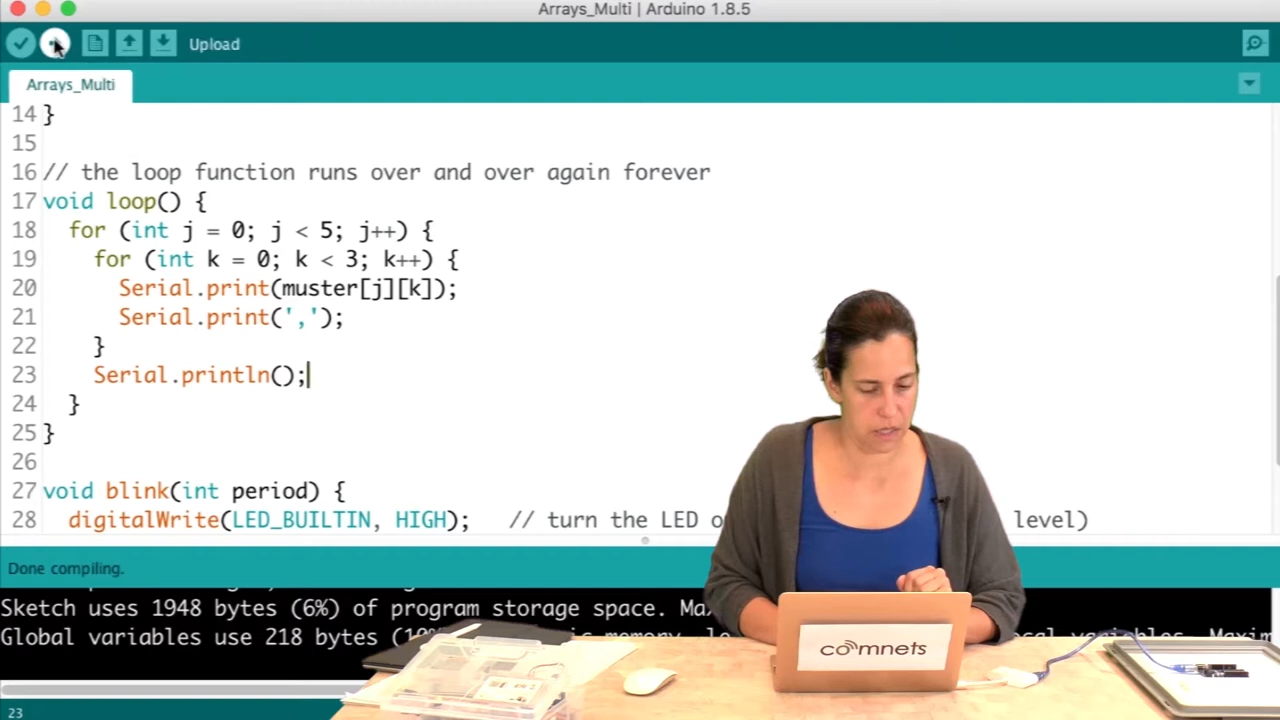 Arrays_Multi | Arduino 1.8.5
Upload
Arrays_Multi
14 }
15
16 // the loop function runs over and over again forever
17 void loop() {
18 for (int j = 0; j < 5; j++) {
19 for (int k = 0; k < 3; k++) {
20 Serial.print(muster[j][k]);
21 Serial.print(',');
22 }
23 Serial.println();
24 }
25 }
26
27 void blink(int period) {
28 digitalWrite(LED_BUILTIN, HIGH); // turn the LED level)
Done compiling.
Sketch uses 1948 bytes (6%) of program storage space.
Global variables use 218 bytes
comnets
23